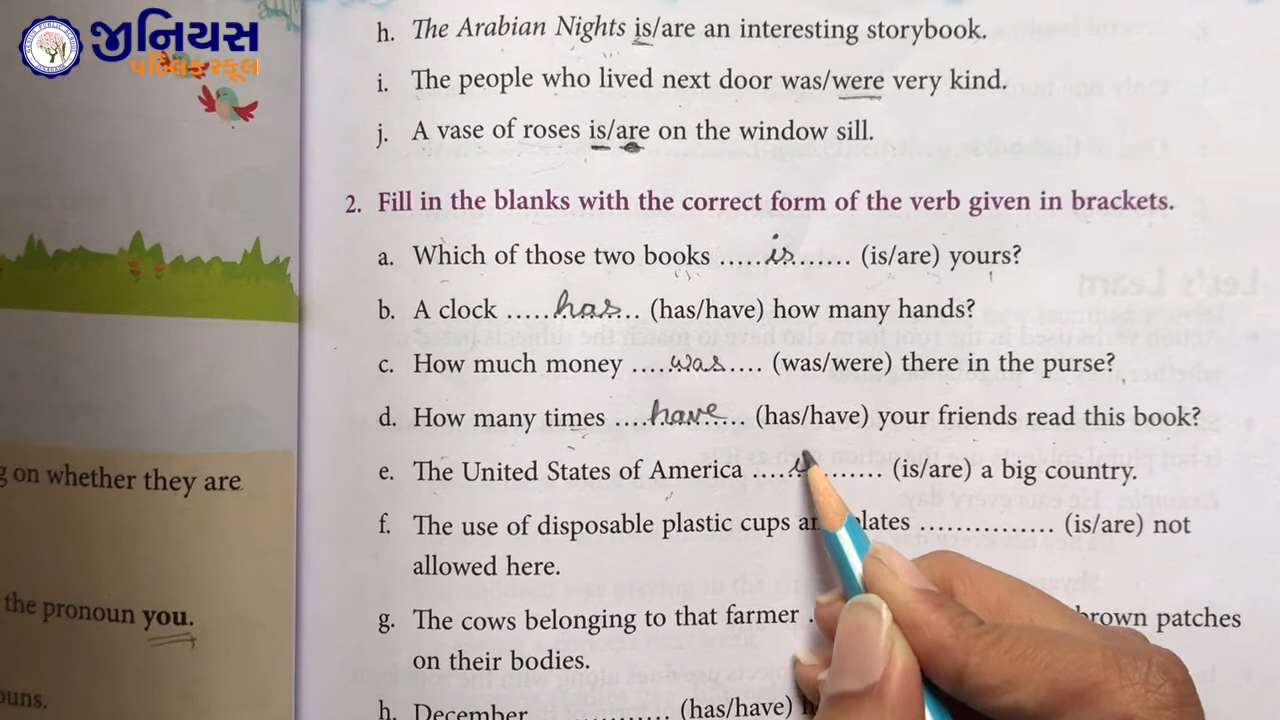 જીનિયસ
પબ્લિક સ્કૂલ
h. The Arabian Nights is/are an interesting storybook.
i. The people who lived next door was/were very kind.
j. A vase of roses is/are on the window sill.
2. Fill in the blanks with the correct form of the verb given in brackets.
a. Which of those two books .....is....... (is/are) yours?
b. A clock .....has.. (has/have) how many hands?
c. How much money .....was.... (was/were) there in the purse?
d. How many times ....have.... (has/have) your friends read this book?
e. The United States of America .... ....... (is/are) a big country.
f. The use of disposable plastic cups ............... (is/are) not
allowed here.
g. The cows belonging to that farmer . brown patches
on their bodies.
h. December ............ (has/have)
on whether they are
the pronoun you.